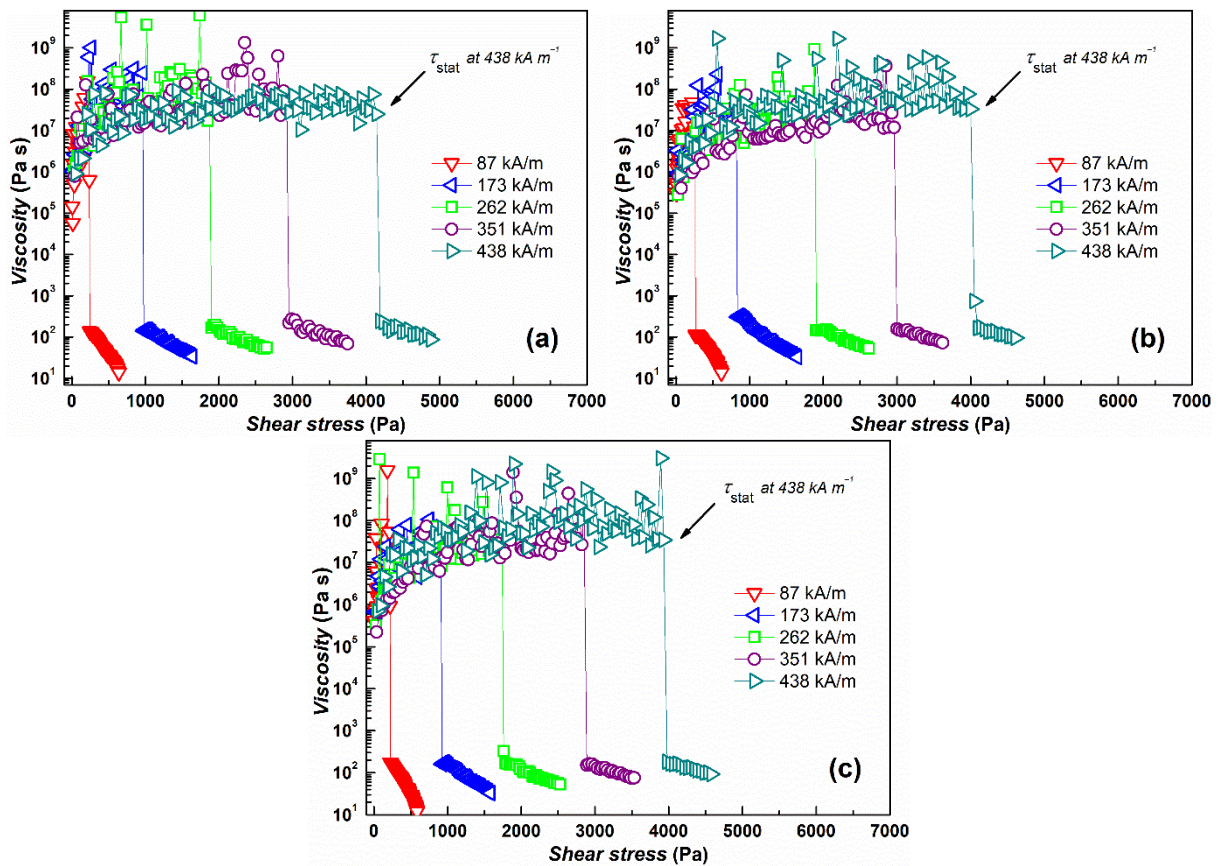 10⁹
10⁸
10⁷
10⁶
10⁵
10⁴
10³
10²
10¹
Viscosity (Pa s)
τstat at 438 kA m⁻¹
87 kA/m
173 kA/m
262 kA/m
351 kA/m
438 kA/m
(a)
0 1000 2000 3000 4000 5000 6000 7000
Shear stress (Pa)
10⁹
10⁸
10⁷
10⁶
10⁵
10⁴
10³
10²
10¹
Viscosity (Pa s)
τstat at 438 kA m⁻¹
87 kA/m
173 kA/m
262 kA/m
351 kA/m
438 kA/m
(b)
0 1000 2000 3000 4000 5000 6000 7000
Shear stress (Pa)
10⁹
10⁸
10⁷
10⁶
10⁵
10⁴
10³
10²
10¹
Viscosity (Pa s)
τstat at 438 kA m⁻¹
87 kA/m
173 kA/m
262 kA/m
351 kA/m
438 kA/m
(c)
0 1000 2000 3000 4000 5000 6000 7000
Shear stress (Pa)